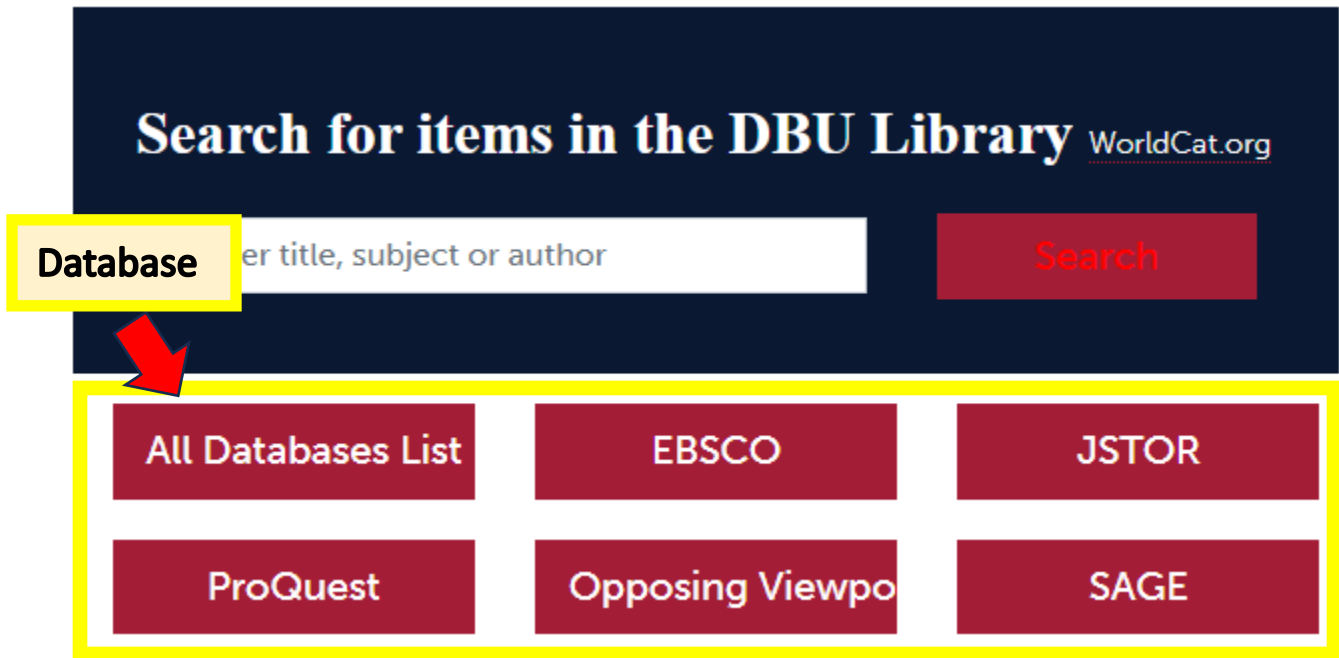 Search for items in the DBU Library WorldCat.org
Database
er title, subject or author
Search
All Databases List
EBSCO
JSTOR
ProQuest
Opposing Viewpo
SAGE